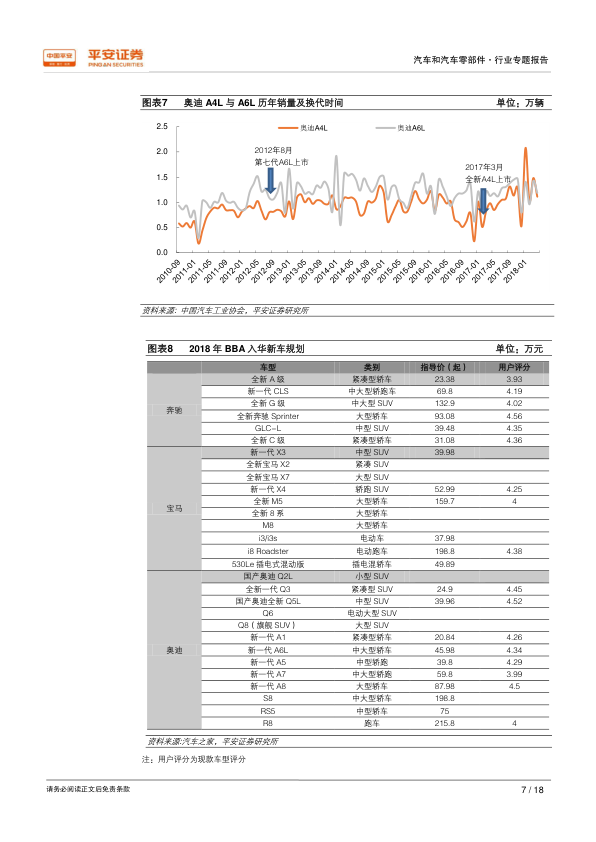 中国平安
平安证券
PINGAN SECURITIES
汽车和汽车零部件·行业专题报告
图表7 奥迪 A4L 与 A6L 历年销量及换代时间 单位：万辆
奥迪A4L 奥迪A6L
2.5
2.0
1.5
1.0
0.5
0.0
2012年8月
第七代A6L上市
2017年3月
全新A4L上市
2010-09 2011-01 2011-05 2011-09 2012-01 2012-05 2012-09 2013-01 2013-05 2013-09 2014-01 2014-05 2014-09 2015-01 2015-05 2015-09 2016-01 2016-05 2016-09 2017-01 2017-05 2017-09 2018-01
资料来源: 中国汽车工业协会，平安证券研究所
图表8 2018 年 BBA 入华新车规划 单位：万元
车型 类别 指导价（起） 用户评分
奔驰
全新 A 级 紧凑型轿车 23.38 3.93
新一代 CLS 中大型轿跑车 69.8 4.19
全新 G 级 中大型 SUV 132.9 4.02
全新奔驰 Sprinter 大型轿车 93.08 4.56
GLC-L 中型 SUV 39.48 4.35
全新 C 级 紧凑型轿车 31.08 4.36
宝马
新一代 X3 中型 SUV 39.98
全新宝马 X2 紧凑 SUV
全新宝马 X7 大型 SUV
新一代 X4 轿跑 SUV 52.99 4.25
全新 M5 大型轿车 159.7 4
全新 8 系 大型轿车
M8 大型轿车
i3/i3s 电动车 37.98
i8 Roadster 电动跑车 198.8 4.38
530Le 插电式混动版 插电混轿车 49.89
奥迪
国产奥迪 Q2L 小型 SUV
全新一代 Q3 紧凑型 SUV 24.9 4.45
国产奥迪全新 Q5L 中型 SUV 39.96 4.52
Q6 电动大型 SUV
Q8（旗舰 SUV） 大型 SUV
新一代 A1 紧凑型轿车 20.84 4.26
新一代 A6L 中大型轿车 45.98 4.34
新一代 A5 中型轿跑 39.8 4.29
新一代 A7 中大型轿跑 59.8 3.99
新一代 A8 大型轿车 87.98 4.5
S8 中大型轿车 198.8
RS5 中型轿车 75
R8 跑车 215.8 4
资料来源:汽车之家，平安证券研究所
注：用户评分为现款车型评分
请务必阅读正文后免责条款 7 / 18